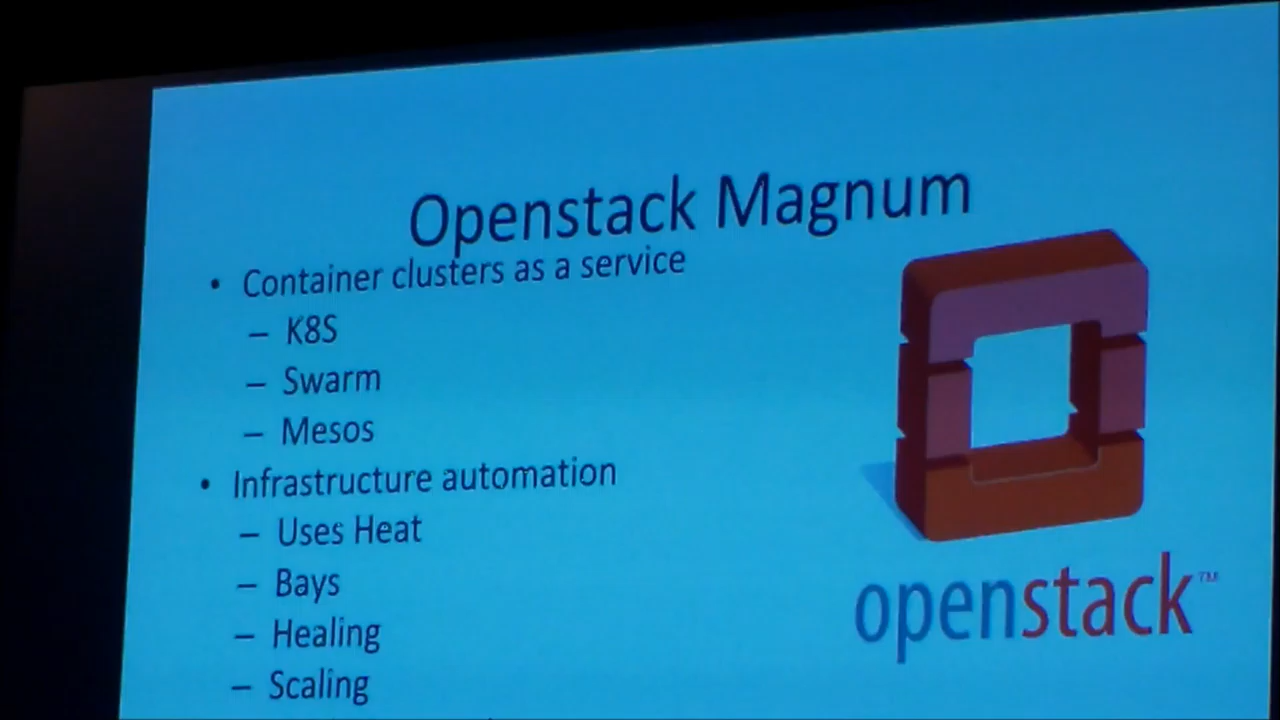 Openstack Magnum
• Container clusters as a service
– K8S
– Swarm
– Mesos
• Infrastructure automation
– Uses Heat
– Bays
– Healing
– Scaling
openstack™